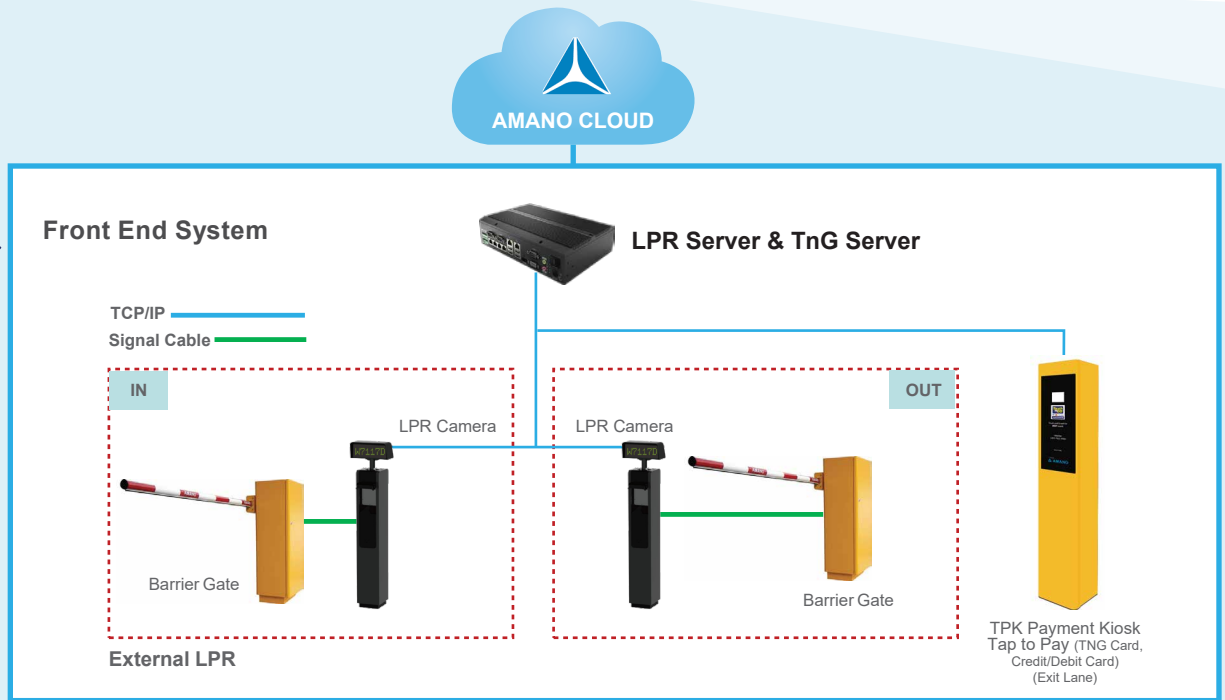 AMANO CLOUD
Front End System
LPR Server & TnG Server
TCP/IP
Signal Cable
IN
OUT
LPR Camera
LPR Camera
W7117D
W7117D
Barrier Gate
Barrier Gate
AMANO
TPK Payment Kiosk
Tap to Pay (TNG Card,
Credit/Debit Card)
(Exit Lane)
External LPR